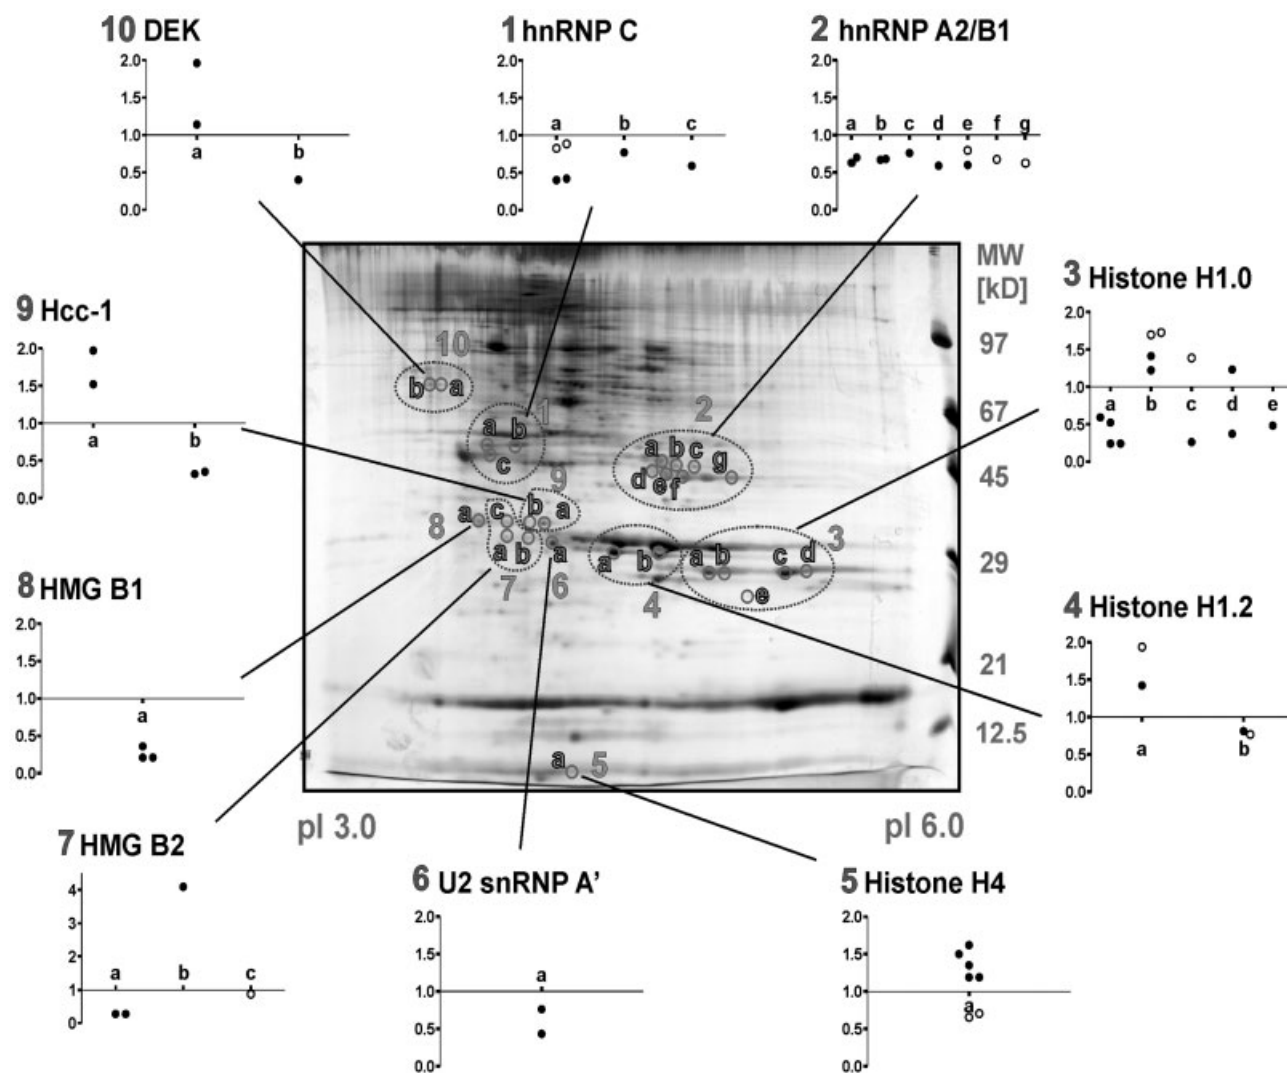 10 DEK
2.0
1.5
1.0
0.5
0.0
a b
1 hnRNP C
2.0
1.5
1.0
0.5
0.0
a b c
2 hnRNP A2/B1
2.0
1.5
1.0
0.5
0.0
a b c d e f g
9 Hcc-1
2.0
1.5
1.0
0.5
0.0
a b
MW
[kD]
97
67
45
29
21
12.5
10
b a
1
a b
c
2
a b c g
d e f
9
b a
8 a c
a b
7
a
6
a b
4
3
a b c d
e
a 5
3 Histone H1.0
2.0
1.5
1.0
0.5
0.0
a b c d e
8 HMG B1
2.0
1.5
1.0
0.5
0.0
a
4 Histone H1.2
2.0
1.5
1.0
0.5
0.0
a b
pI 3.0
pI 6.0
7 HMG B2
4
3
2
1
0
a b c
6 U2 snRNP A’
2.0
1.5
1.0
0.5
0.0
a
5 Histone H4
2.0
1.5
1.0
0.5
0.0
a